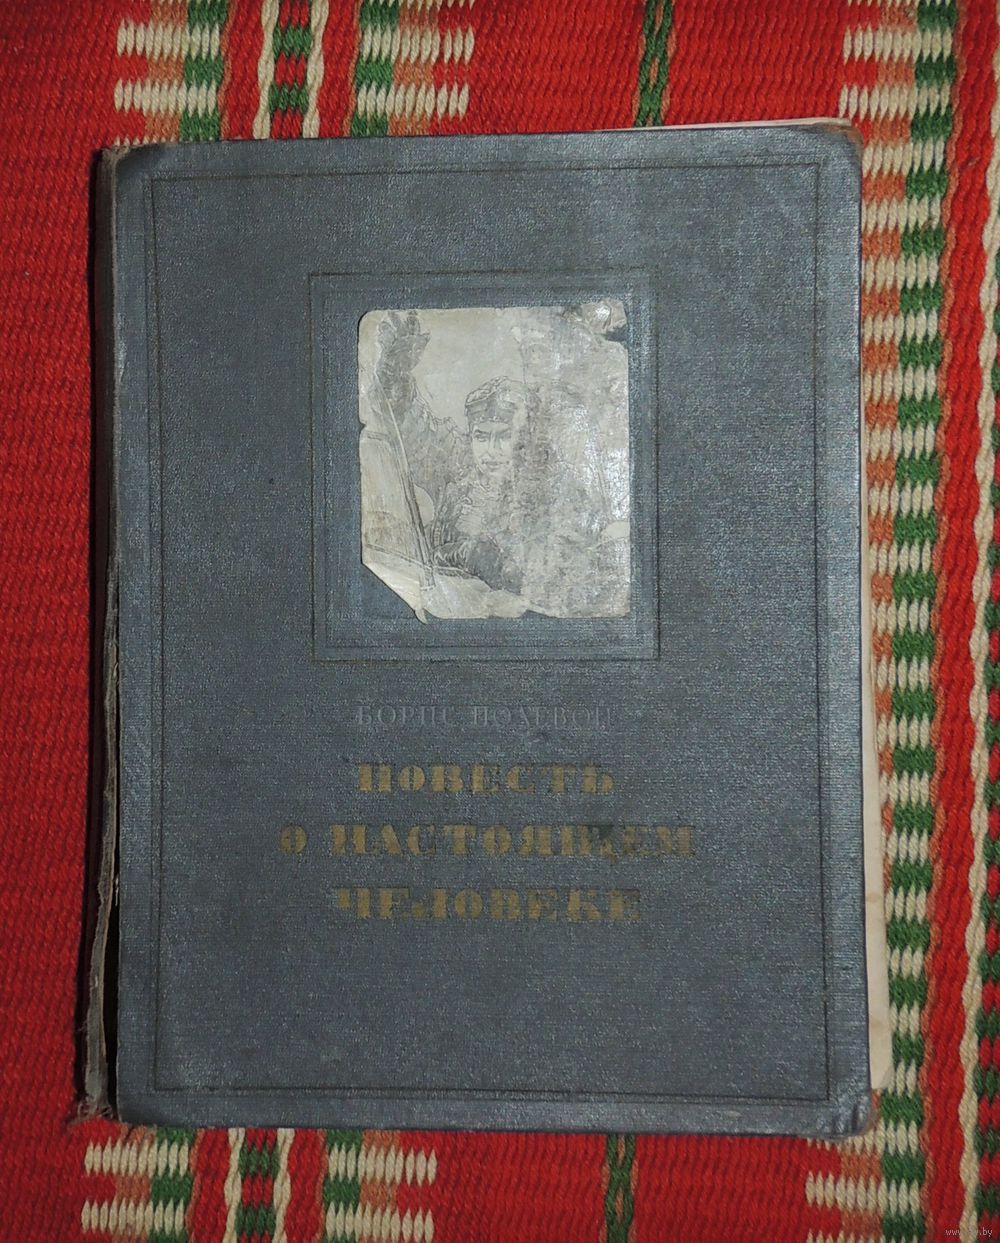 БОРИС ПОЛЕВОЙ
ПОВЕСТЬ
О НАСТОЯЩЕМ
ЧЕЛОВЕКЕ